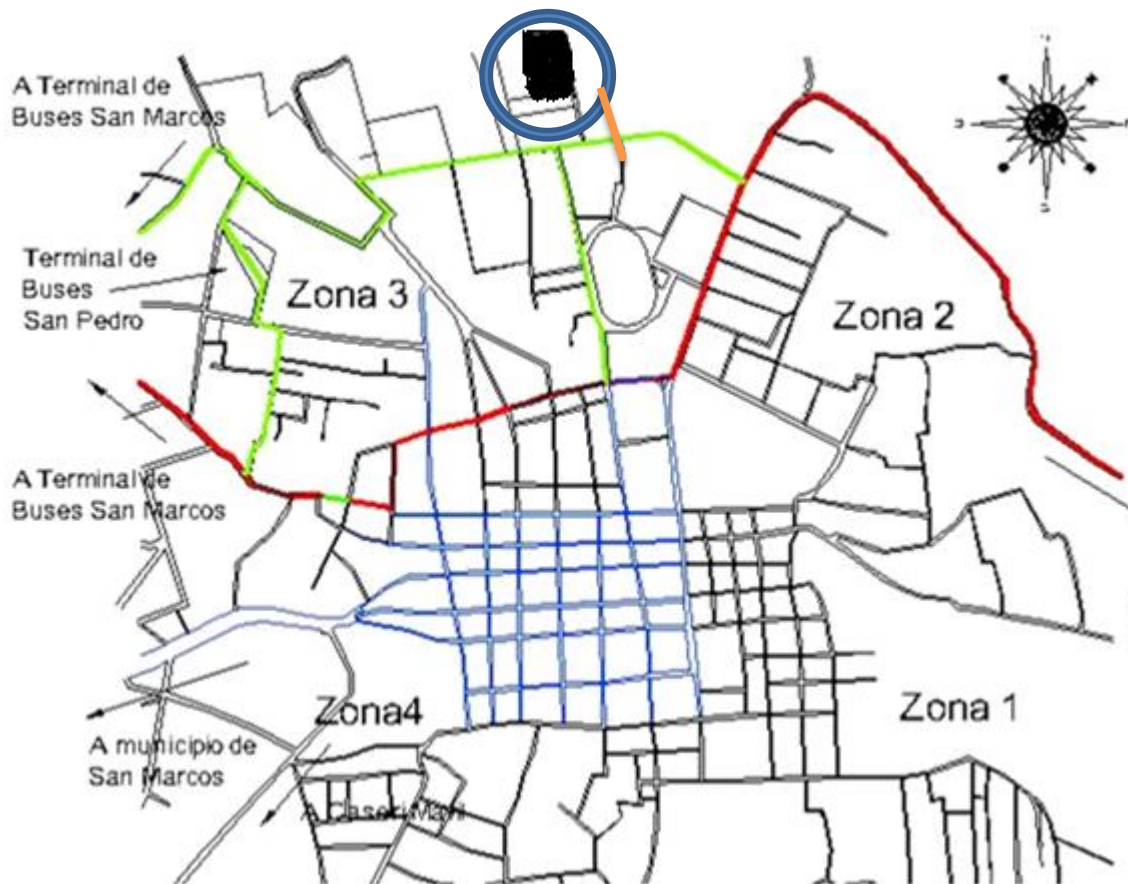 A Terminal de
Buses San Marcos
Terminal de
Buses
San Pedro
Zona 3
Zona 2
A Terminal de
Buses San Marcos
Zona4
Zona 1
A municipio de
San Marcos
A Caseri